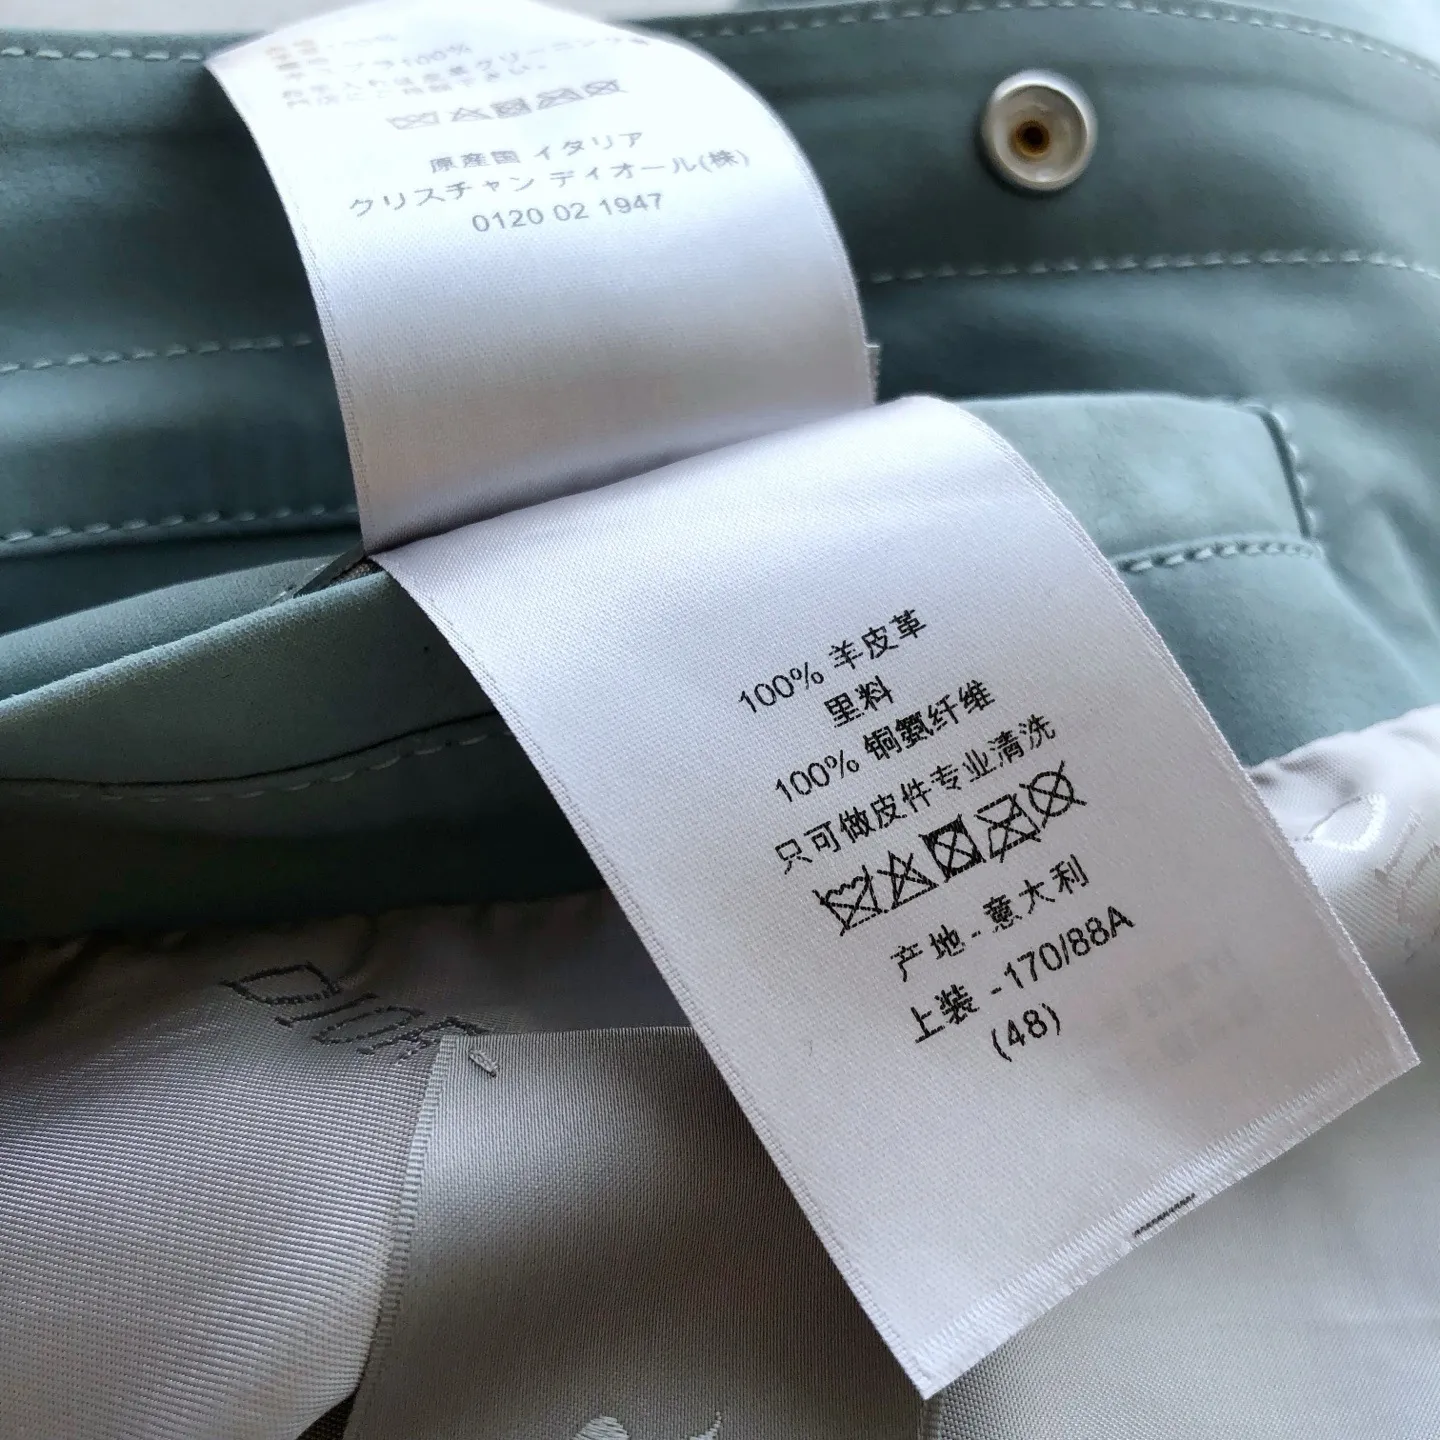 100%
原産国 イタリア
クリスチャン ディオール(株)
0120 02 1947
100% 羊皮革
里料
100% 铜氨纤维
只可做皮件专业清洗
产地-意大利
上装 -170/88A
(48)
DIOR